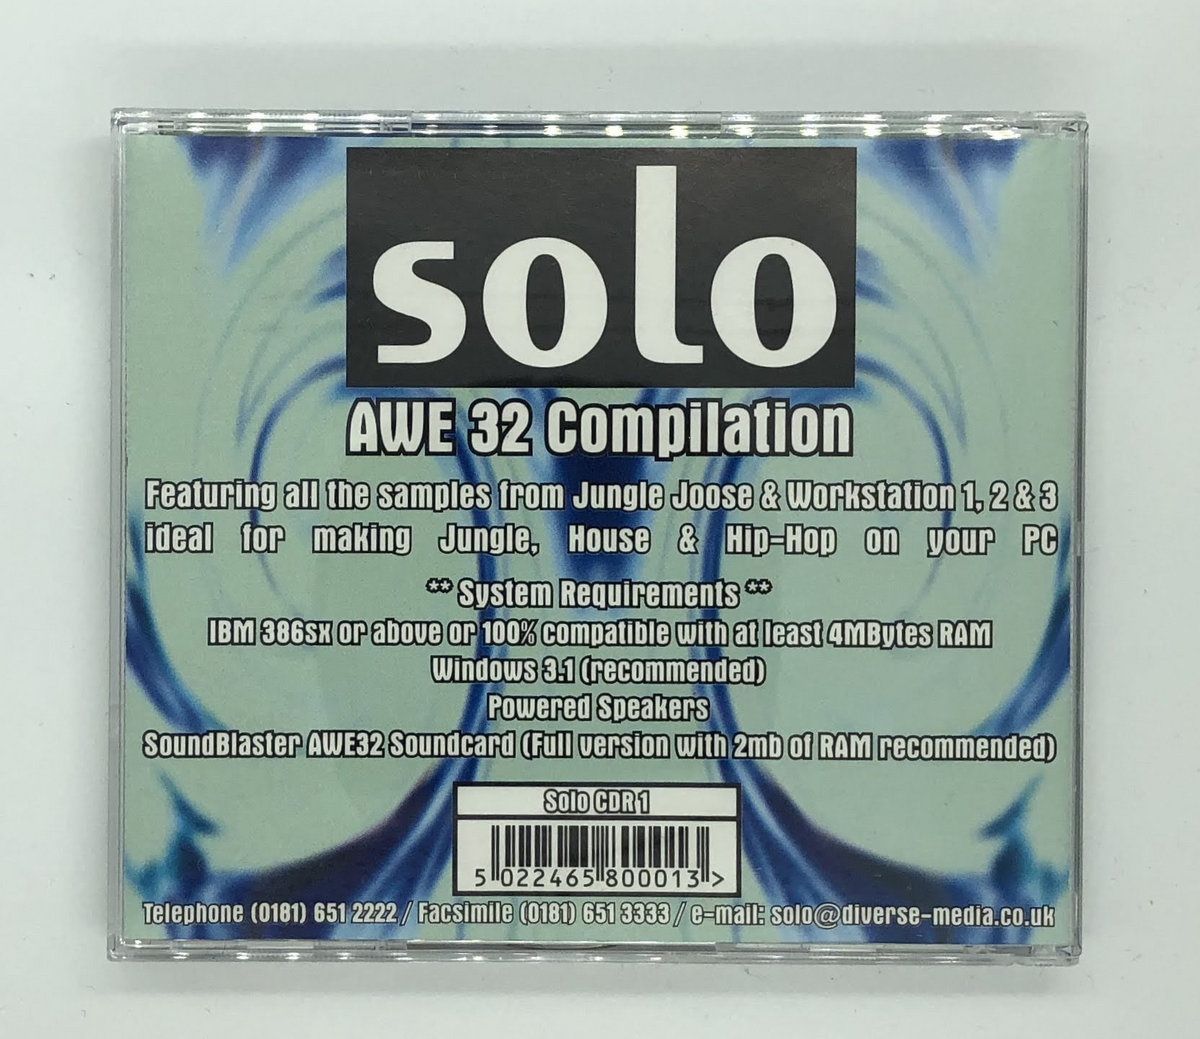 solo
AWE 32 Compilation
Featuring all the samples from Jungle Joose & Workstation 1, 2 & 3
ideal for making Jungle, House & Hip-Hop on your PC
** System Requirements **
IBM 386sx or above or 100% compatible with at least 4MBytes RAM
Windows 3.1 (recommended)
Powered Speakers
SoundBlaster AWE32 Soundcard (Full version with 2mb of RAM recommended)
Solo CDR 1
5 022465 800013 >
Telephone (0181) 651 2222 / Facsimile (0181) 651 3333 / e-mail: solo@diverse-media.co.uk